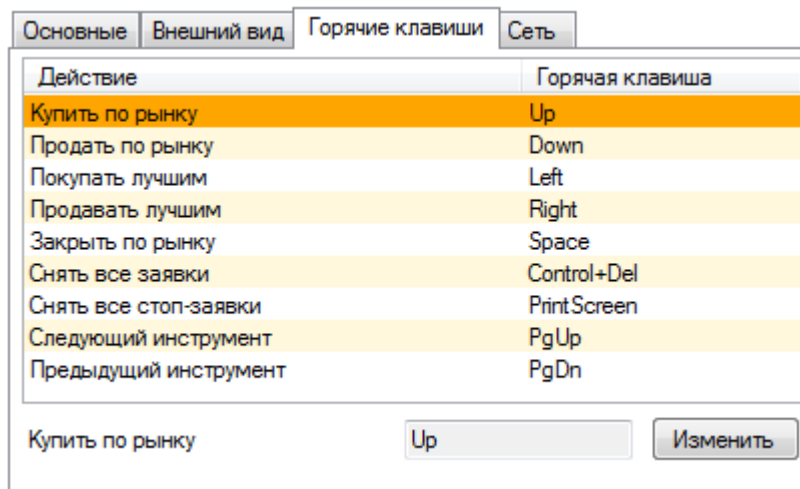 Основные Внешний вид Горячие клавиши Сеть
Действие Горячая клавиша
Купить по рынку Up
Продать по рынку Down
Покупать лучшим Left
Продавать лучшим Right
Закрыть по рынку Space
Снять все заявки Control+Del
Снять все стоп-заявки PrintScreen
Следующий инструмент PgUp
Предыдущий инструмент PgDn
Купить по рынку Up Изменить